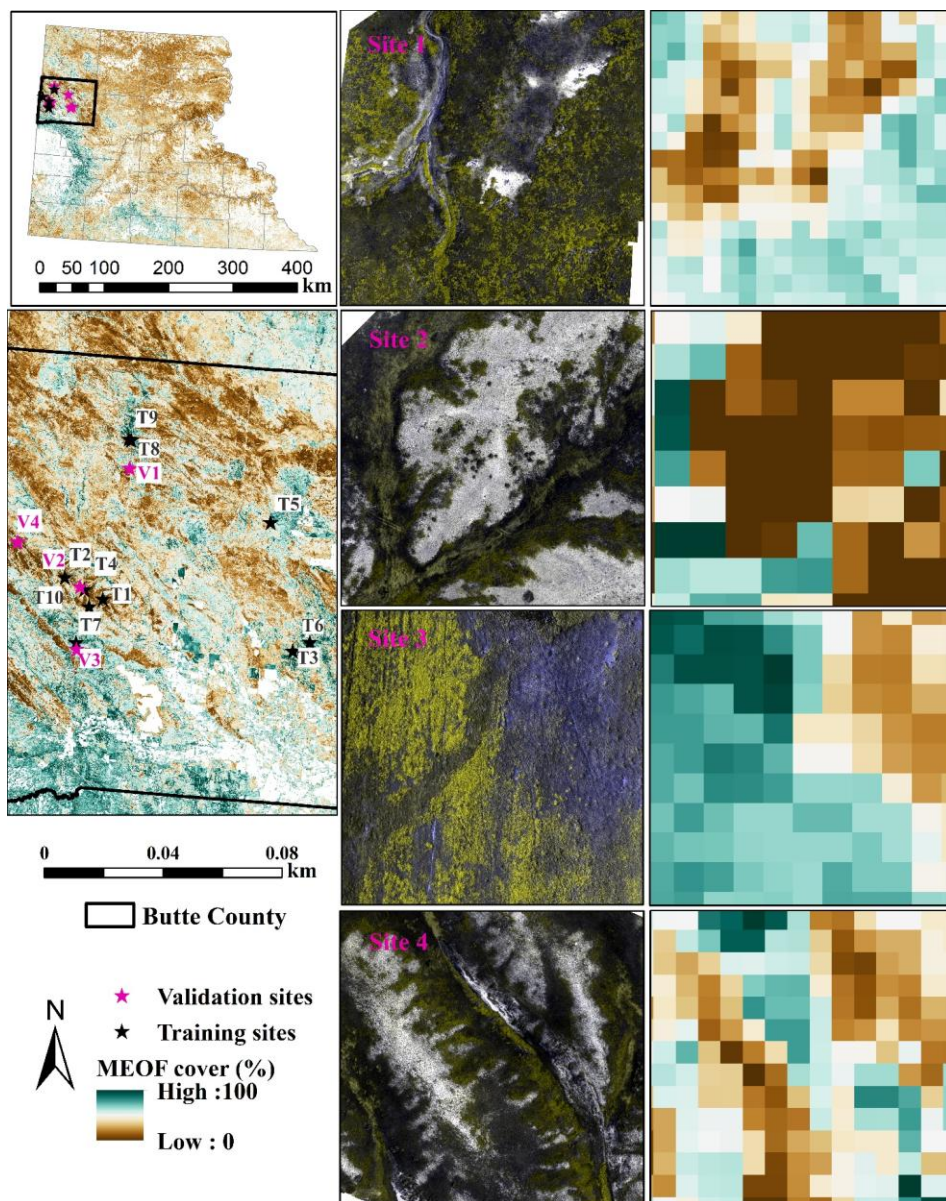 0 50 100 200 300 400
km
Site 1
Site 2
T9
T8
V1
T5
V4
V2 T2 T4
T10 T1
T7
V3
T6
T3
Site 3
0 0.04 0.08
km
Butte County
Validation sites
Training sites
N
MEOF cover (%)
High :100
Low : 0
Site 4